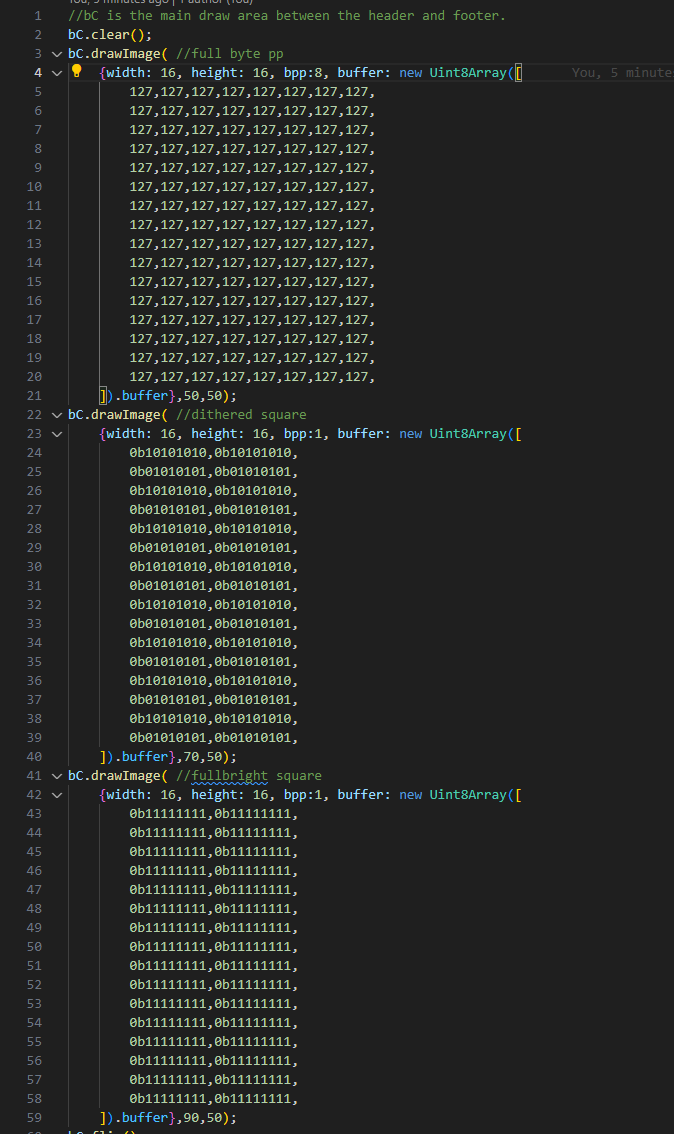 You, 5 minutes ago | 1 author (You)
1 //bC is the main draw area between the header and footer.
2 bC.clear();
3 bC.drawImage( //full byte pp
4 {width: 16, height: 16, bpp:8, buffer: new Uint8Array([ You, 5 minute
5 127,127,127,127,127,127,127,127,
6 127,127,127,127,127,127,127,127,
7 127,127,127,127,127,127,127,127,
8 127,127,127,127,127,127,127,127,
9 127,127,127,127,127,127,127,127,
10 127,127,127,127,127,127,127,127,
11 127,127,127,127,127,127,127,127,
12 127,127,127,127,127,127,127,127,
13 127,127,127,127,127,127,127,127,
14 127,127,127,127,127,127,127,127,
15 127,127,127,127,127,127,127,127,
16 127,127,127,127,127,127,127,127,
17 127,127,127,127,127,127,127,127,
18 127,127,127,127,127,127,127,127,
19 127,127,127,127,127,127,127,127,
20 127,127,127,127,127,127,127,127,
21 ]).buffer},50,50);
22 bC.drawImage( //dithered square
23 {width: 16, height: 16, bpp:1, buffer: new Uint8Array([
24 0b10101010,0b10101010,
25 0b01010101,0b01010101,
26 0b10101010,0b10101010,
27 0b01010101,0b01010101,
28 0b10101010,0b10101010,
29 0b01010101,0b01010101,
30 0b10101010,0b10101010,
31 0b01010101,0b01010101,
32 0b10101010,0b10101010,
33 0b01010101,0b01010101,
34 0b10101010,0b10101010,
35 0b01010101,0b01010101,
36 0b10101010,0b10101010,
37 0b01010101,0b01010101,
38 0b10101010,0b10101010,
39 0b01010101,0b01010101,
40 ]).buffer},70,50);
41 bC.drawImage( //fullbright square
42 {width: 16, height: 16, bpp:1, buffer: new Uint8Array([
43 0b11111111,0b11111111,
44 0b11111111,0b11111111,
45 0b11111111,0b11111111,
46 0b11111111,0b11111111,
47 0b11111111,0b11111111,
48 0b11111111,0b11111111,
49 0b11111111,0b11111111,
50 0b11111111,0b11111111,
51 0b11111111,0b11111111,
52 0b11111111,0b11111111,
53 0b11111111,0b11111111,
54 0b11111111,0b11111111,
55 0b11111111,0b11111111,
56 0b11111111,0b11111111,
57 0b11111111,0b11111111,
58 0b11111111,0b11111111,
59 ]).buffer},90,50);